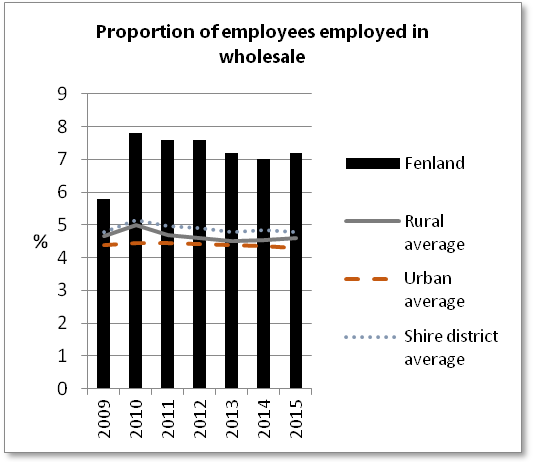 Proportion of employees employed in
wholesale
9
8
7
6
5
4
3
2
1
0
%
2009
2010
2011
2012
2013
2014
2015
Fenland
Rural
average
Urban
average
Shire district
average